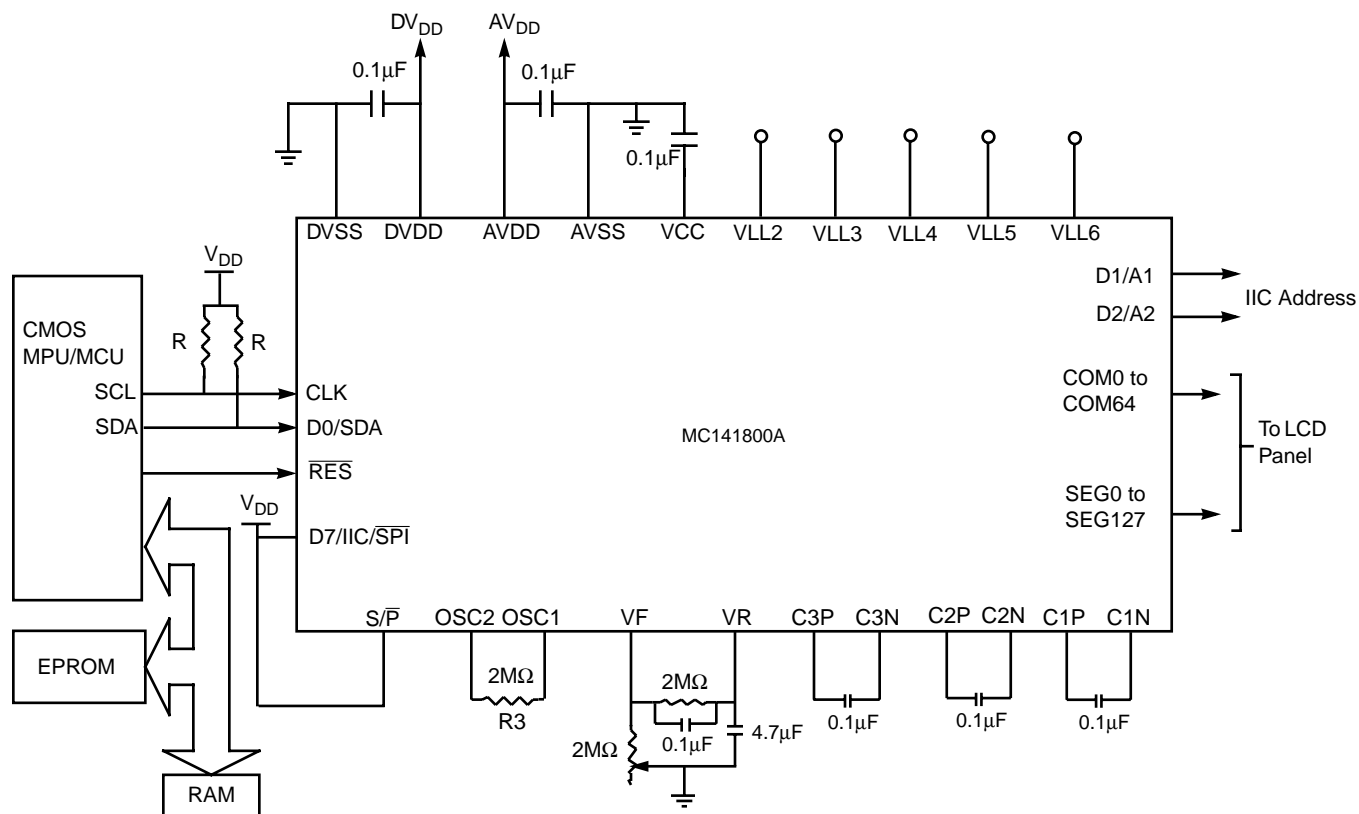 DVDD
AVDD
0.1μF
0.1μF
0.1μF
DVSS DVDD AVDD AVSS VCC VLL2 VLL3 VLL4 VLL5 VLL6
VDD
D1/A1
IIC Address
D2/A2
CMOS
MPU/MCU
R
R
SCL
CLK
SDA
D0/SDA
RES
COM0 to
COM64
MC141800A
To LCD
Panel
VDD
SEG0 to
SEG127
D7/IIC/SPI
S/P OSC2 OSC1 VF VR C3P C3N C2P C2N C1P C1N
EPROM
2MΩ
R3
2MΩ
0.1μF
4.7μF
2MΩ
0.1μF
0.1μF
0.1μF
RAM